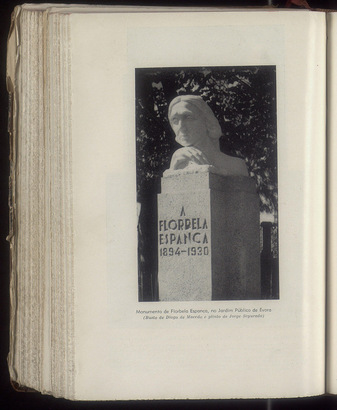 A
FLORBELA
ESPANCA
1894-1930
Monumento de Florbela Espanca, no Jardim Público de Évora
(Busto de Diogo de Macedo e plinto de Jorge Segurado)